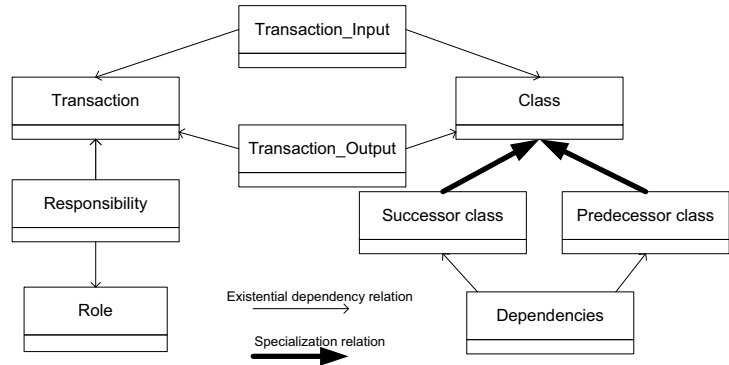 Transaction_Input
Transaction
Class
Transaction_Output
Responsibility
Successor class
Predecessor class
Role
Existential dependency relation
Dependencies
Specialization relation